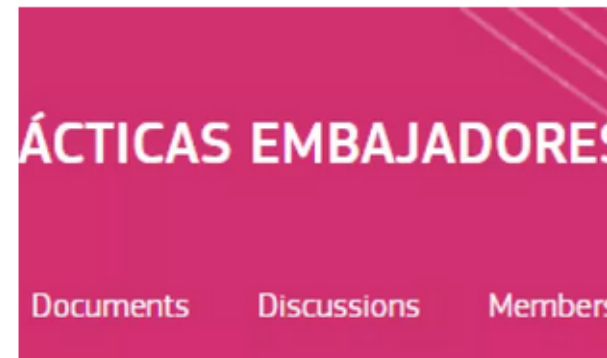 ÁCTICAS EMBAJADORES
Documents Discussions Members